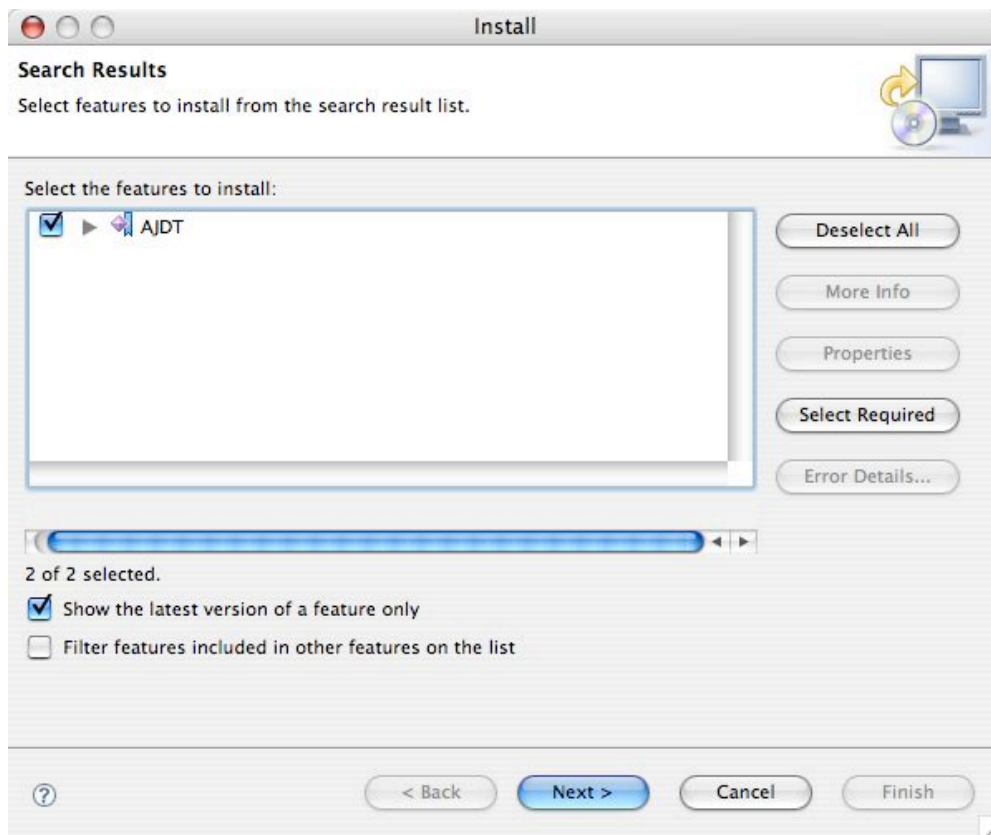 Install
Search Results
Select features to install from the search result list.
Select the features to install:
AJDT
Deselect All
More Info
Properties
Select Required
Error Details...
2 of 2 selected.
Show the latest version of a feature only
Filter features included in other features on the list
?
< Back
Next >
Cancel
Finish